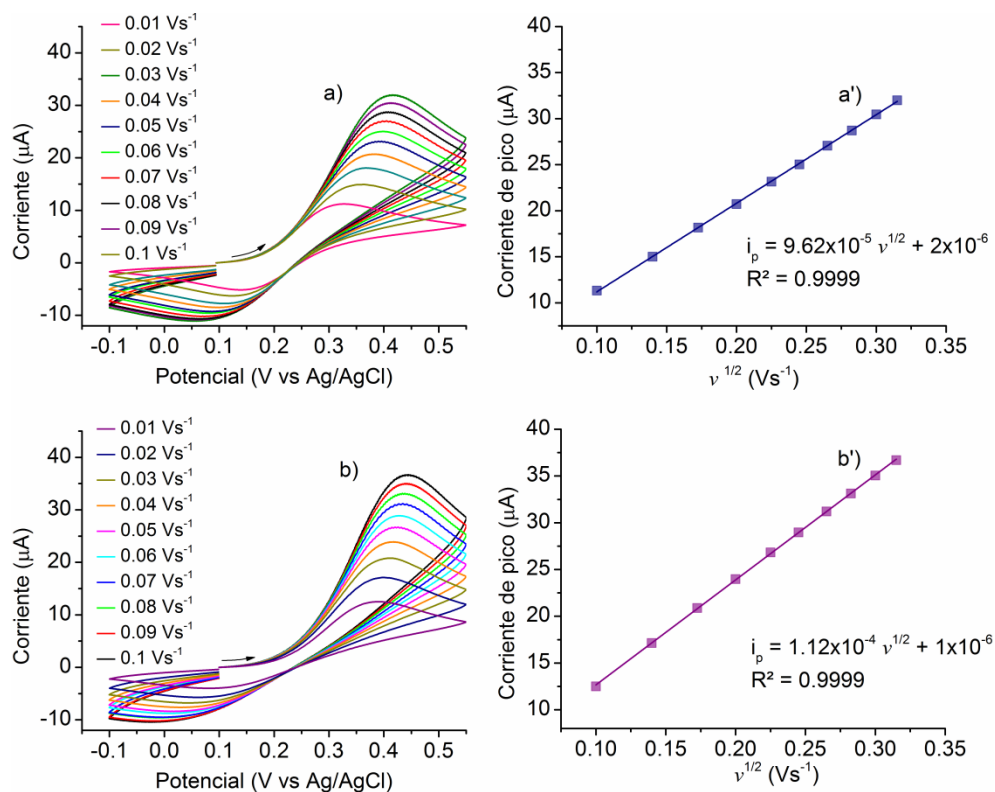 a)
0.01 Vs⁻¹
0.02 Vs⁻¹
0.03 Vs⁻¹
0.04 Vs⁻¹
0.05 Vs⁻¹
0.06 Vs⁻¹
0.07 Vs⁻¹
0.08 Vs⁻¹
0.09 Vs⁻¹
0.1 Vs⁻¹
Corriente (μA)
40
30
20
10
0
-10
-0.1 0.0 0.1 0.2 0.3 0.4 0.5
Potencial (V vs Ag/AgCl)
a')
Corriente de pico (μA)
40
35
30
25
20
15
10
iₚ = 9.62x10⁻⁵ v¹ᐟ² + 2x10⁻⁶
R² = 0.9999
0.10 0.15 0.20 0.25 0.30 0.35
v ¹ᐟ² (Vs⁻¹)
b)
0.01 Vs⁻¹
0.02 Vs⁻¹
0.03 Vs⁻¹
0.04 Vs⁻¹
0.05 Vs⁻¹
0.06 Vs⁻¹
0.07 Vs⁻¹
0.08 Vs⁻¹
0.09 Vs⁻¹
0.1 Vs⁻¹
Corriente (μA)
40
30
20
10
0
-10
-0.1 0.0 0.1 0.2 0.3 0.4 0.5
Potencial (V vs Ag/AgCl)
b')
Corriente de pico (μA)
40
35
30
25
20
15
10
iₚ = 1.12x10⁻⁴ v¹ᐟ² + 1x10⁻⁶
R² = 0.9999
0.10 0.15 0.20 0.25 0.30 0.35
v¹ᐟ² (Vs⁻¹)